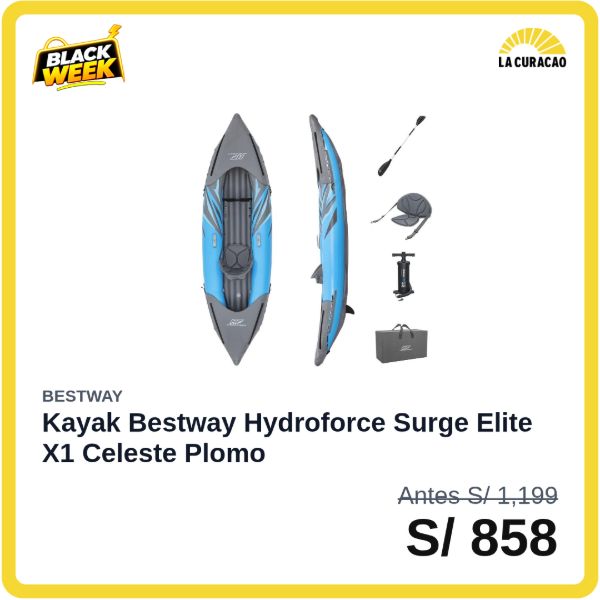 BLACK
WEEK
LA CURACAO
BESTWAY
Kayak Bestway Hydroforce Surge Elite
X1 Celeste Plomo
Antes S/ 1,199
S/ 858